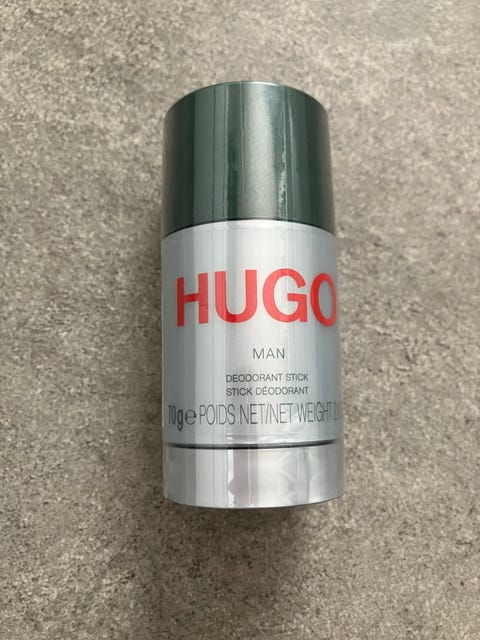 HUGO
MAN
DEODORANT STICK
STICK DÉODORANT
70g e POIDS NET/NET WEIGHT